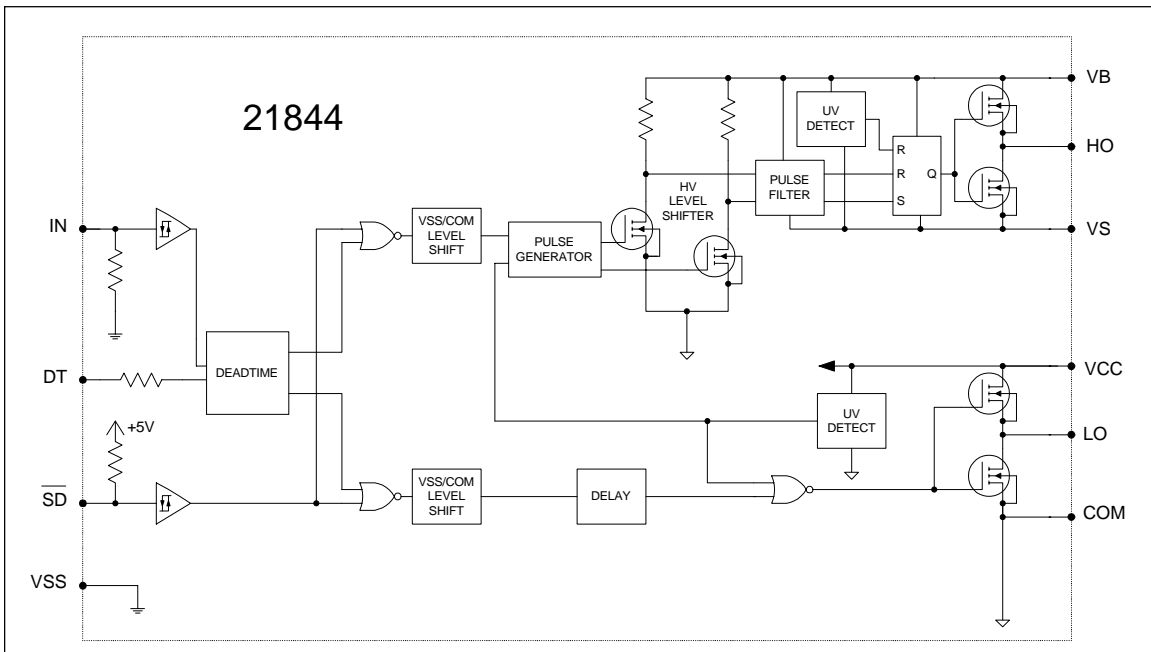 21844
VB
UV
DETECT
HO
R
R
Q
S
PULSE
FILTER
HV
LEVEL
SHIFTER
VS
IN
VSS/COM
LEVEL
SHIFT
PULSE
GENERATOR
DEADTIME
DT
VCC
UV
DETECT
+5V
LO
SD
VSS/COM
LEVEL
SHIFT
DELAY
COM
VSS